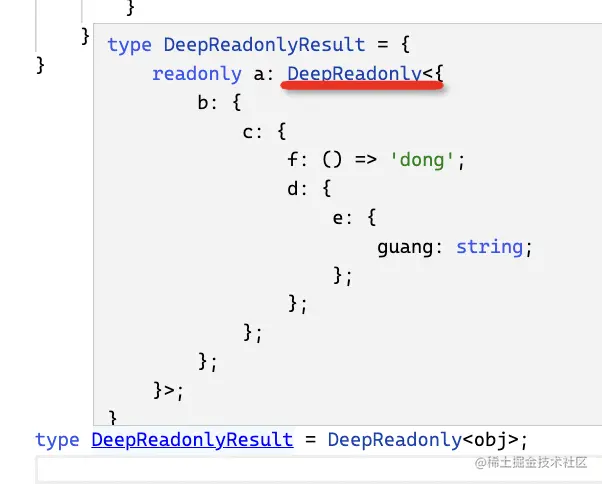 }
}
}
type DeepReadonlyResult = {
readonly a: DeepReadonly<{
b: {
c: {
f: () => 'dong';
d: {
e: {
guang: string;
};
};
};
};
}>;
}
type DeepReadonlyResult = DeepReadonly<obj>;
@稀土掘金技术社区